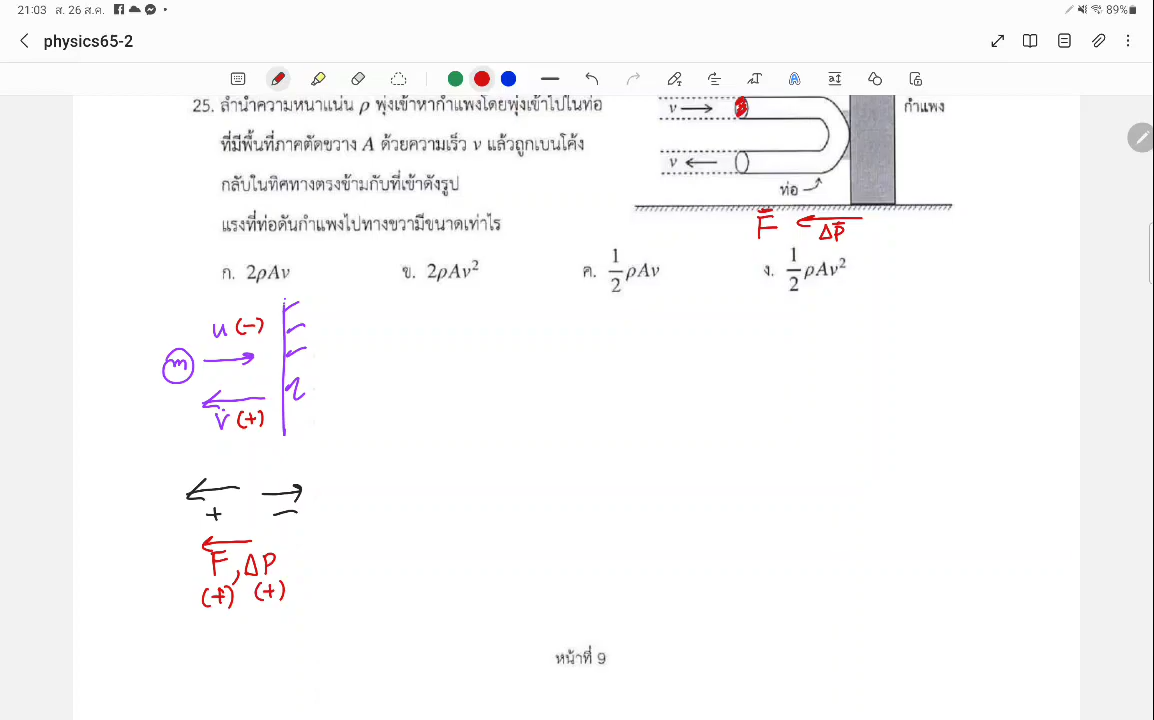 21:03 ส. 26 ส.ค. 89%
physics65-2
25. ลำน้ำความหนาแน่น ρ พุ่งเข้าหากำแพงโดยพุ่งเข้าไปในท่อ
ที่มีพื้นที่ภาคตัดขวาง A ด้วยความเร็ว v แล้วถูกเบนโค้ง
กลับในทิศทางตรงข้ามกับที่เข้าดังรูป
แรงที่ท่อดันกำแพงไปทางขวามีขนาดเท่าไร
v
กำแพง
v
ท่อ
F ΔP
ก. 2ρAv ข. 2ρAv² ค. 1/2 ρAv ง. 1/2 ρAv²
u (−)
m
v (+)
+ −
F, ΔP
(+) (+)
หน้าที่ 9